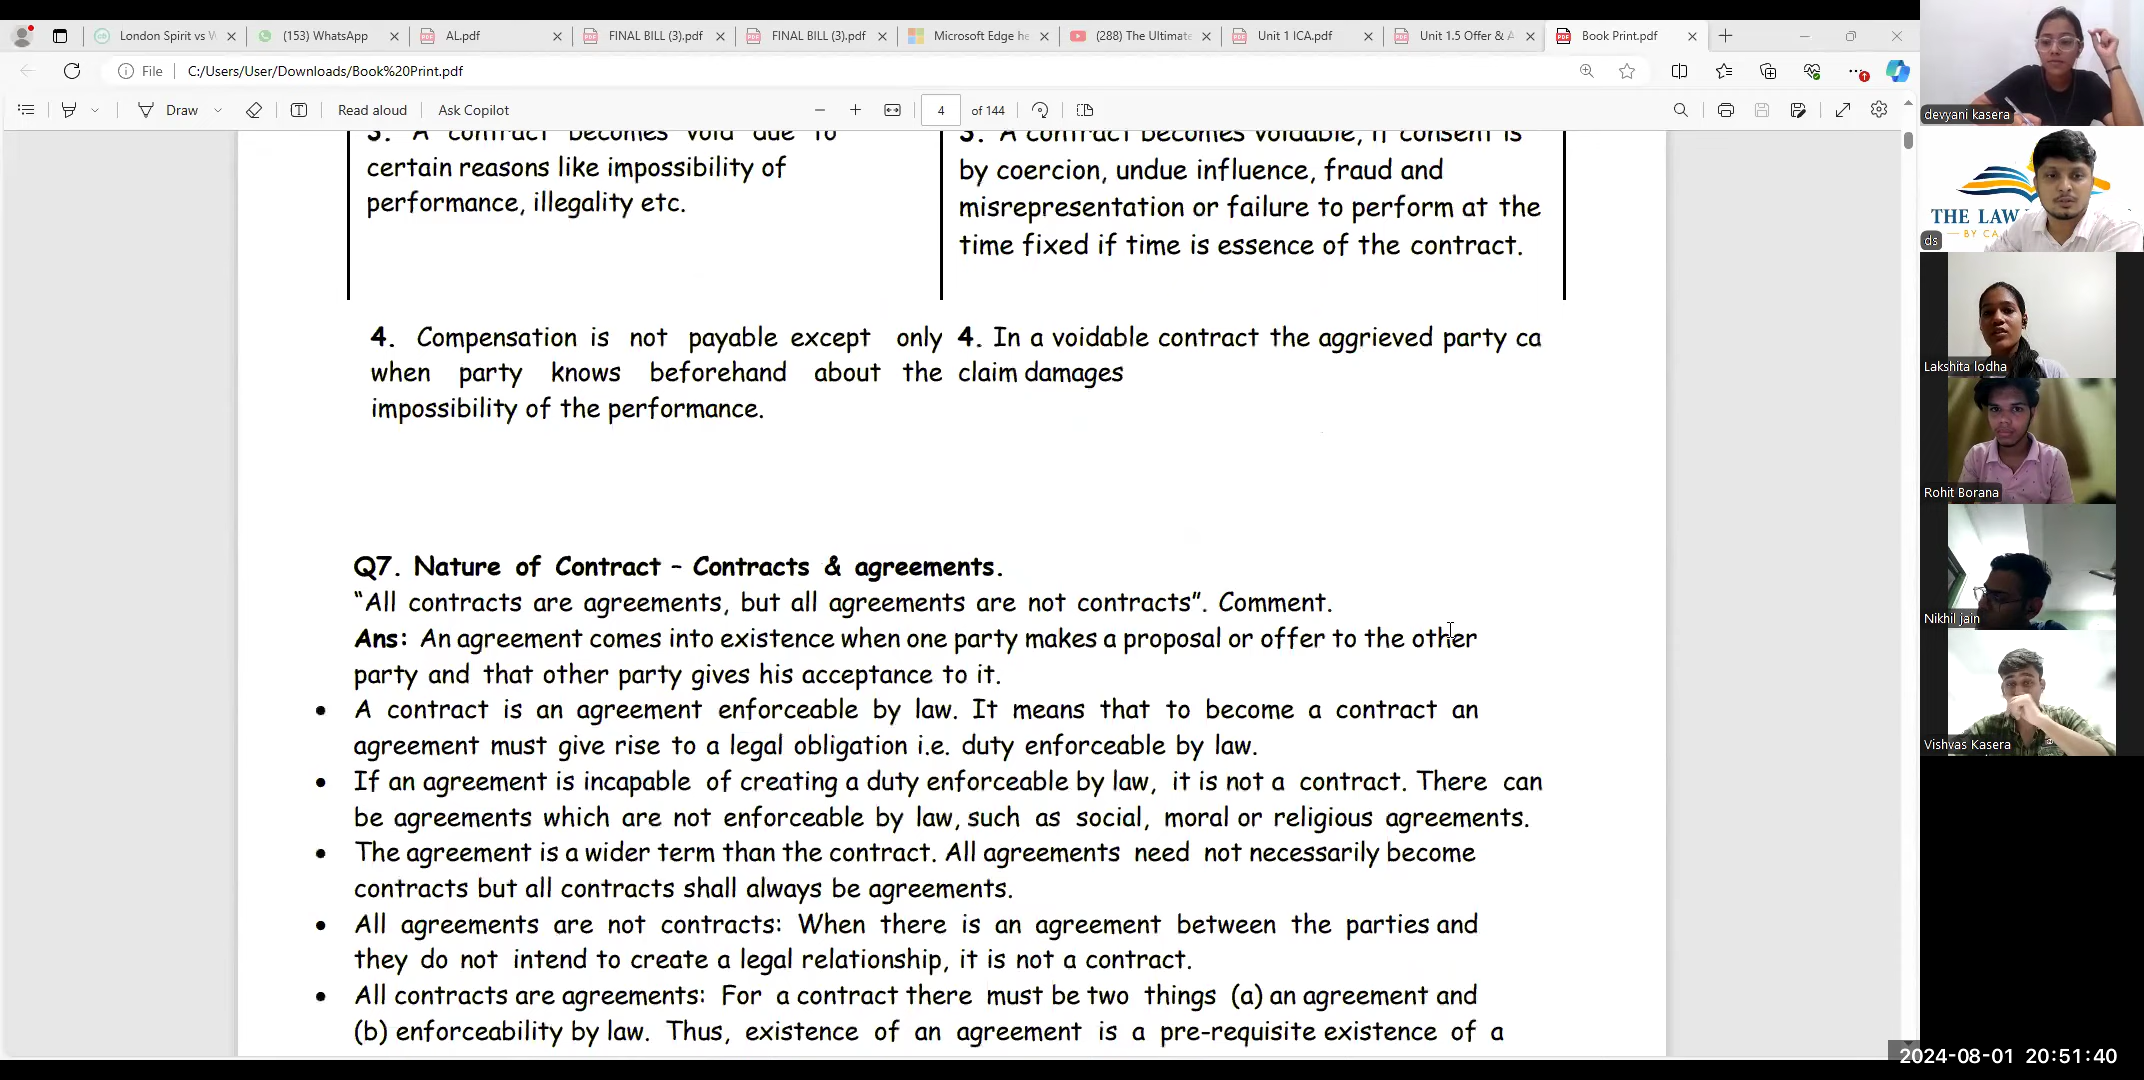 London Spirit vs W
(153) WhatsApp
AL.pdf
FINAL BILL (3).pdf
FINAL BILL (3).pdf
Microsoft Edge he
(288) The Ultimate
Unit 1 ICA.pdf
Unit 1.5 Offer & A
Book Print.pdf
File
C:/Users/User/Downloads/Book%20Print.pdf
Draw
Read aloud
Ask Copilot
4
of 144
3. A contract becomes void due to
certain reasons like impossibility of
performance, illegality etc.
3. A contract becomes voidable, if consent is
by coercion, undue influence, fraud and
misrepresentation or failure to perform at the
time fixed if time is essence of the contract.
4. Compensation is not payable except only
when party knows beforehand about the
impossibility of the performance.
4. In a voidable contract the aggrieved party ca
claim damages
Q7. Nature of Contract – Contracts & agreements.
“All contracts are agreements, but all agreements are not contracts”. Comment.
Ans: An agreement comes into existence when one party makes a proposal or offer to the other
party and that other party gives his acceptance to it.
• A contract is an agreement enforceable by law. It means that to become a contract an
agreement must give rise to a legal obligation i.e. duty enforceable by law.
• If an agreement is incapable of creating a duty enforceable by law, it is not a contract. There can
be agreements which are not enforceable by law, such as social, moral or religious agreements.
• The agreement is a wider term than the contract. All agreements need not necessarily become
contracts but all contracts shall always be agreements.
• All agreements are not contracts: When there is an agreement between the parties and
they do not intend to create a legal relationship, it is not a contract.
• All contracts are agreements: For a contract there must be two things (a) an agreement and
(b) enforceability by law. Thus, existence of an agreement is a pre-requisite existence of a
devyani kasera
THE LAW
BY CA
ds
Lakshita lodha
Rohit Borana
Nikhil jain
Vishvas Kasera
2024-08-01 20:51:40